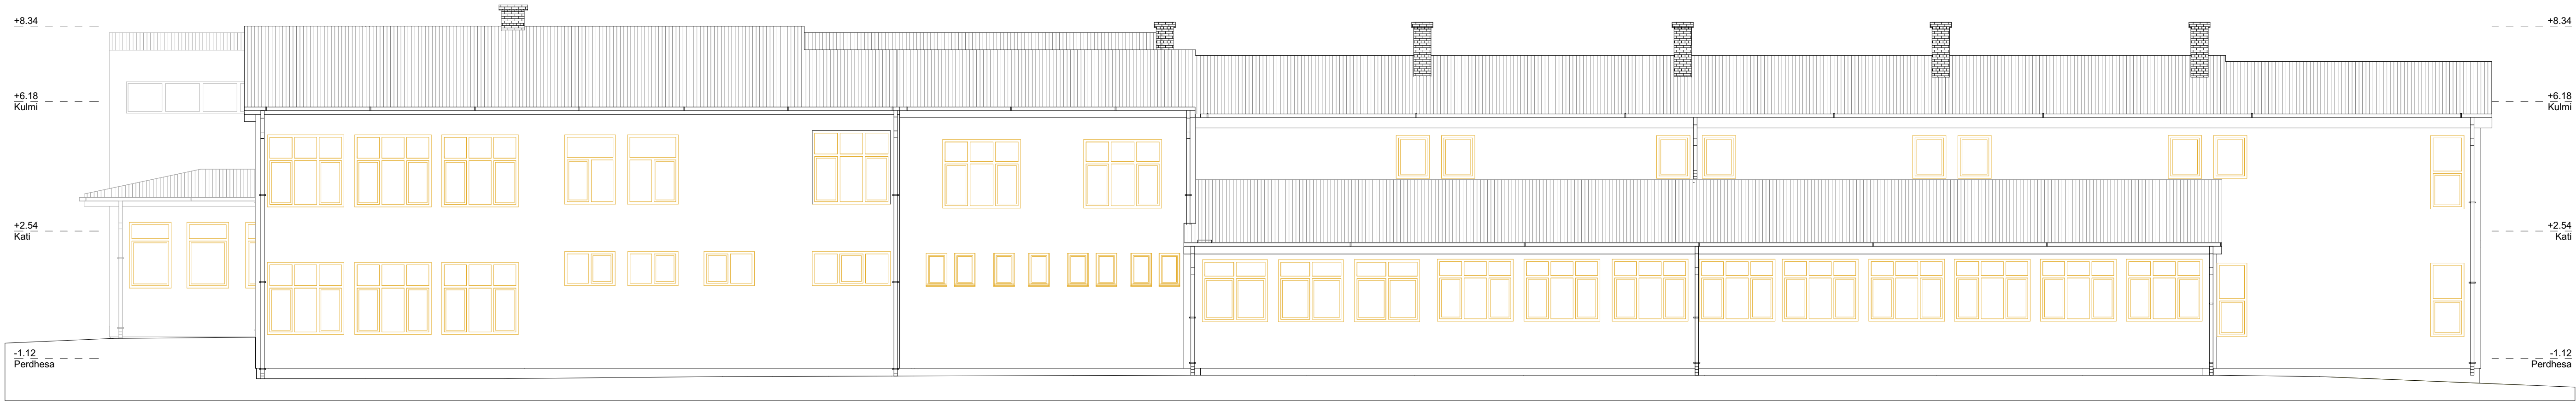 +8.34
+8.34
+6.18
Kulmi
+6.18
Kulmi
+2.54
Kati
+2.54
Kati
-1.12
Perdhesa
-1.12
Perdhesa